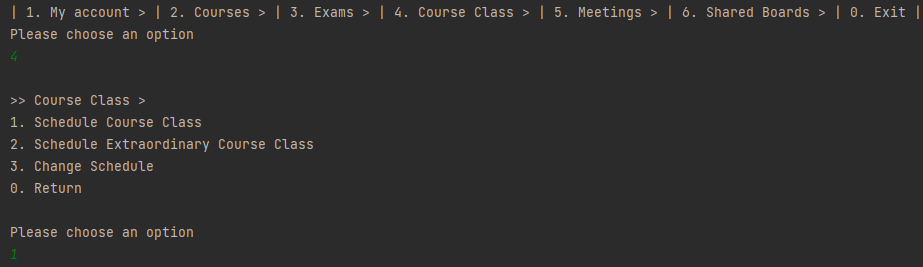 | 1. My account > | 2. Courses > | 3. Exams > | 4. Course Class > | 5. Meetings > | 6. Shared Boards > | 0. Exit |
Please choose an option
4
>> Course Class >
1. Schedule Course Class
2. Schedule Extraordinary Course Class
3. Change Schedule
0. Return
Please choose an option
1